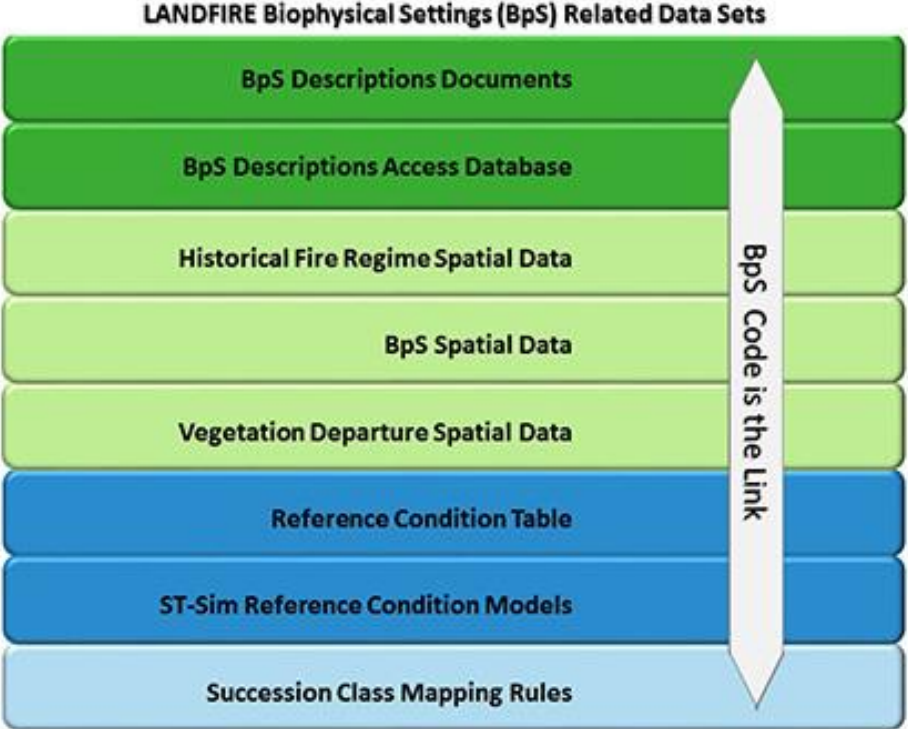 LANDFIRE Biophysical Settings (BpS) Related Data Sets
BpS Descriptions Documents
BpS Descriptions Access Database
Historical Fire Regime Spatial Data
BpS Spatial Data
Vegetation Departure Spatial Data
Reference Condition Table
ST-Sim Reference Condition Models
Succession Class Mapping Rules
BpS Code is the Link